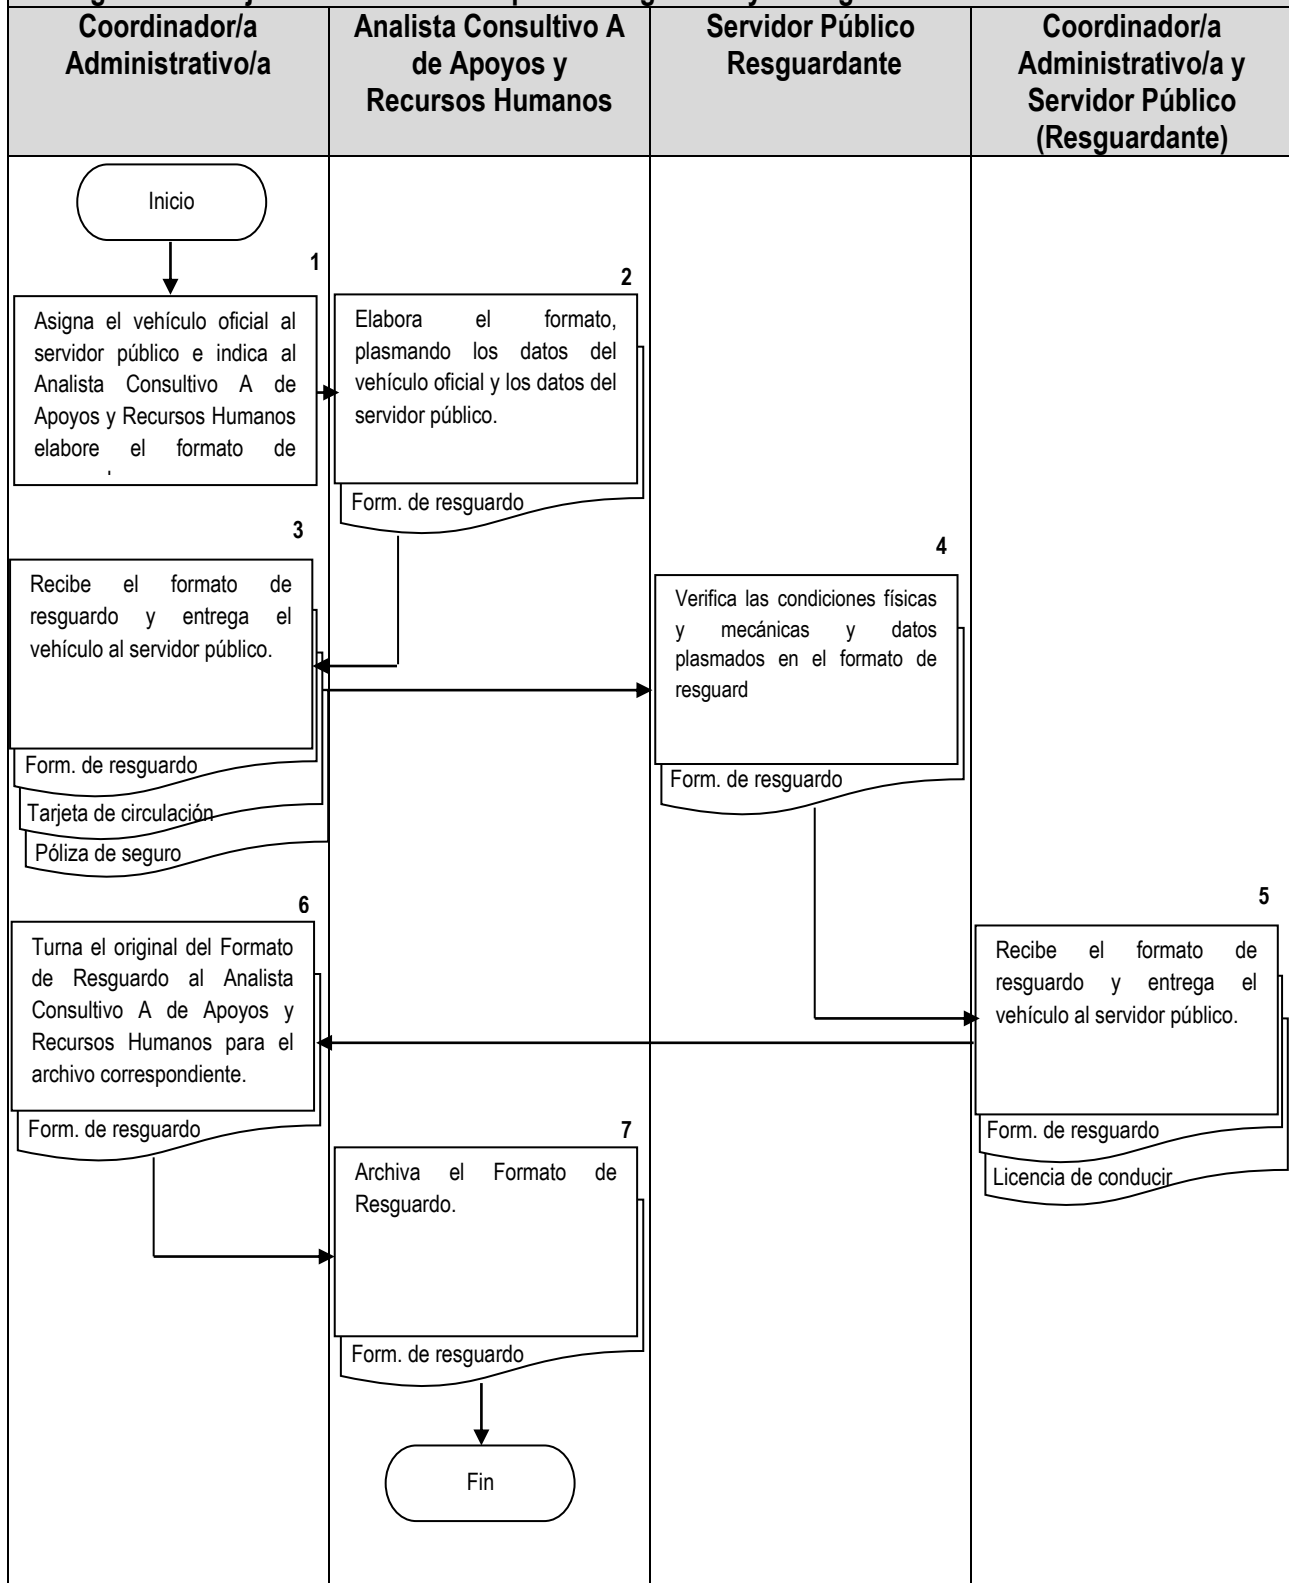 Coordinador/a
Administrativo/a
Analista Consultivo A
de Apoyos y
Recursos Humanos
Servidor Público
Resguardante
Coordinador/a
Administrativo/a y
Servidor Público
(Resguardante)
Inicio
1
Asigna el vehículo oficial al
servidor público e indica al
Analista Consultivo A de
Apoyos y Recursos Humanos
elabore el formato de
2
Elabora el formato,
plasmando los datos del
vehículo oficial y los datos del
servidor público.
Form. de resguardo
3
Recibe el formato de
resguardo y entrega el
vehículo al servidor público.
Form. de resguardo
Tarjeta de circulación
Póliza de seguro
4
Verifica las condiciones físicas
y mecánicas y datos
plasmados en el formato de
resguard
Form. de resguardo
5
Recibe el formato de
resguardo y entrega el
vehículo al servidor público.
Form. de resguardo
Licencia de conducir
6
Turna el original del Formato
de Resguardo al Analista
Consultivo A de Apoyos y
Recursos Humanos para el
archivo correspondiente.
Form. de resguardo
7
Archiva el Formato de
Resguardo.
Form. de resguardo
Fin